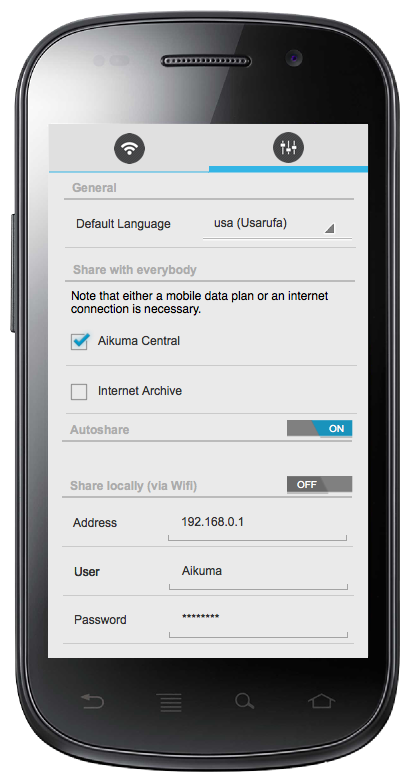 General
Default Language usa (Usarufa)
Share with everybody
Note that either a mobile data plan or an internet
connection is necessary.
Aikuma Central
Internet Archive
Autoshare ON
Share locally (via Wifi) OFF
Address 192.168.0.1
User Aikuma
Password ********